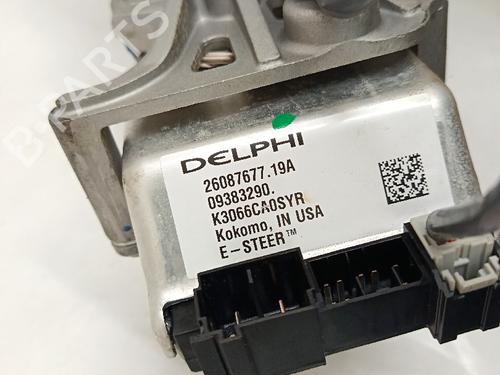 B-PARTS
DELPHI
26087677.19A
09383290.
K3066CA0SYR
Kokomo, IN USA
E-STEER™